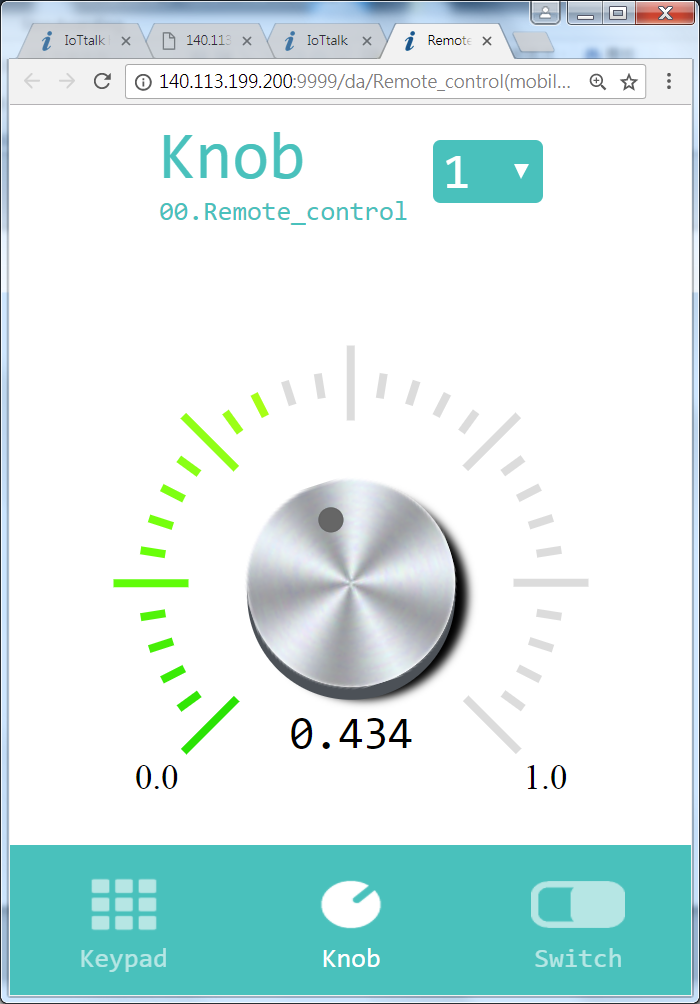 IoTtalk
140.113
IoTtalk
Remote
140.113.199.200:9999/da/Remote_control(mobil...
Knob
1
00.Remote_control
0.434
0.0
1.0
Keypad
Knob
Switch